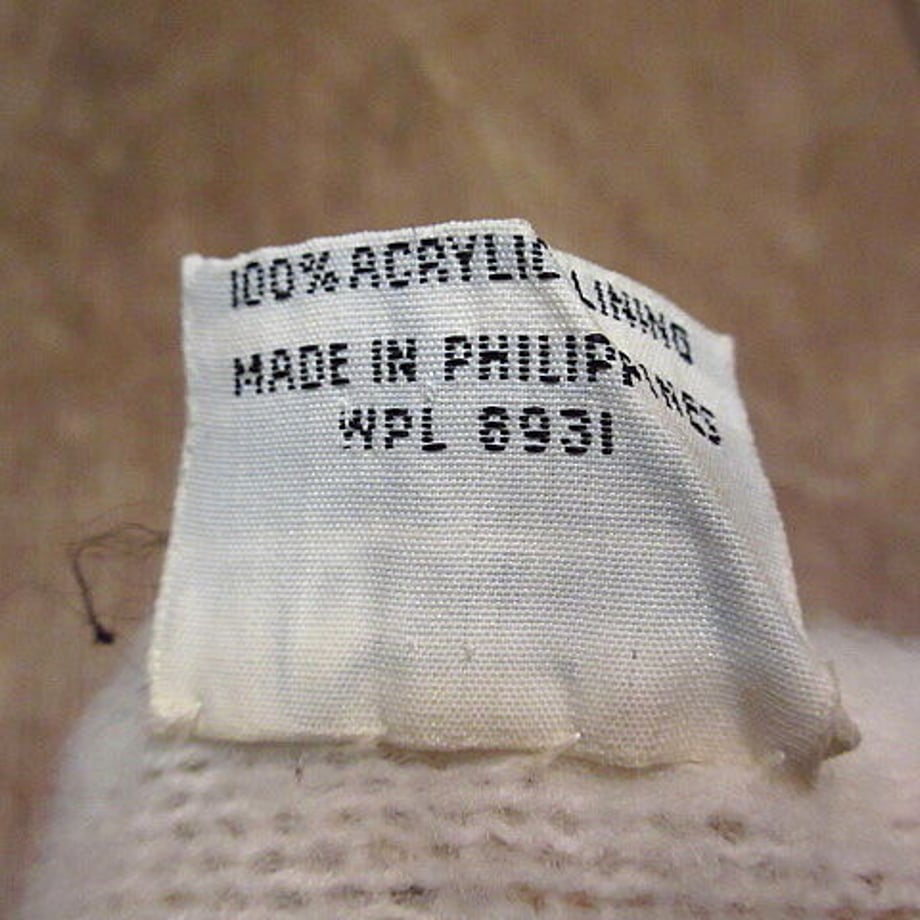 100% ACRYLIC LINING
MADE IN PHILIPPINES
WPL 6931